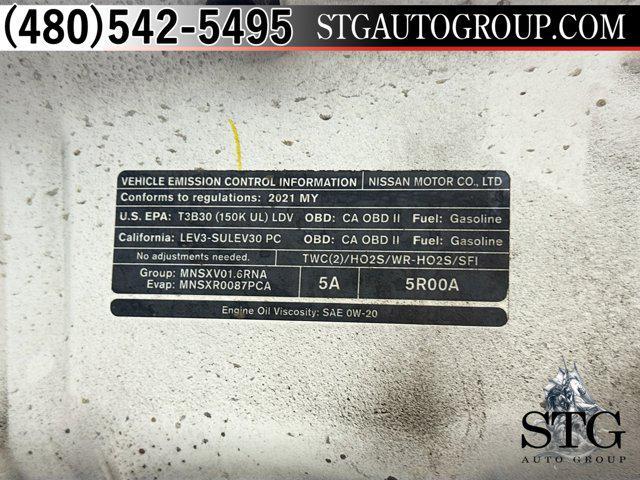 (480)542-5495 STGAUTOGROUP.COM
VEHICLE EMISSION CONTROL INFORMATION NISSAN MOTOR CO., LTD
Conforms to regulations: 2021 MY
U.S. EPA: T3B30 (150K UL) LDV OBD: CA OBD II Fuel: Gasoline
California: LEV3-SULEV30 PC OBD: CA OBD II Fuel: Gasoline
No adjustments needed. TWC(2)/HO2S/WR-HO2S/SFI
Group: MNSXV01.6RNA
Evap: MNSXR0087PCA
5A 5R00A
Engine Oil Viscosity: SAE 0W-20
STG
AUTO GROUP